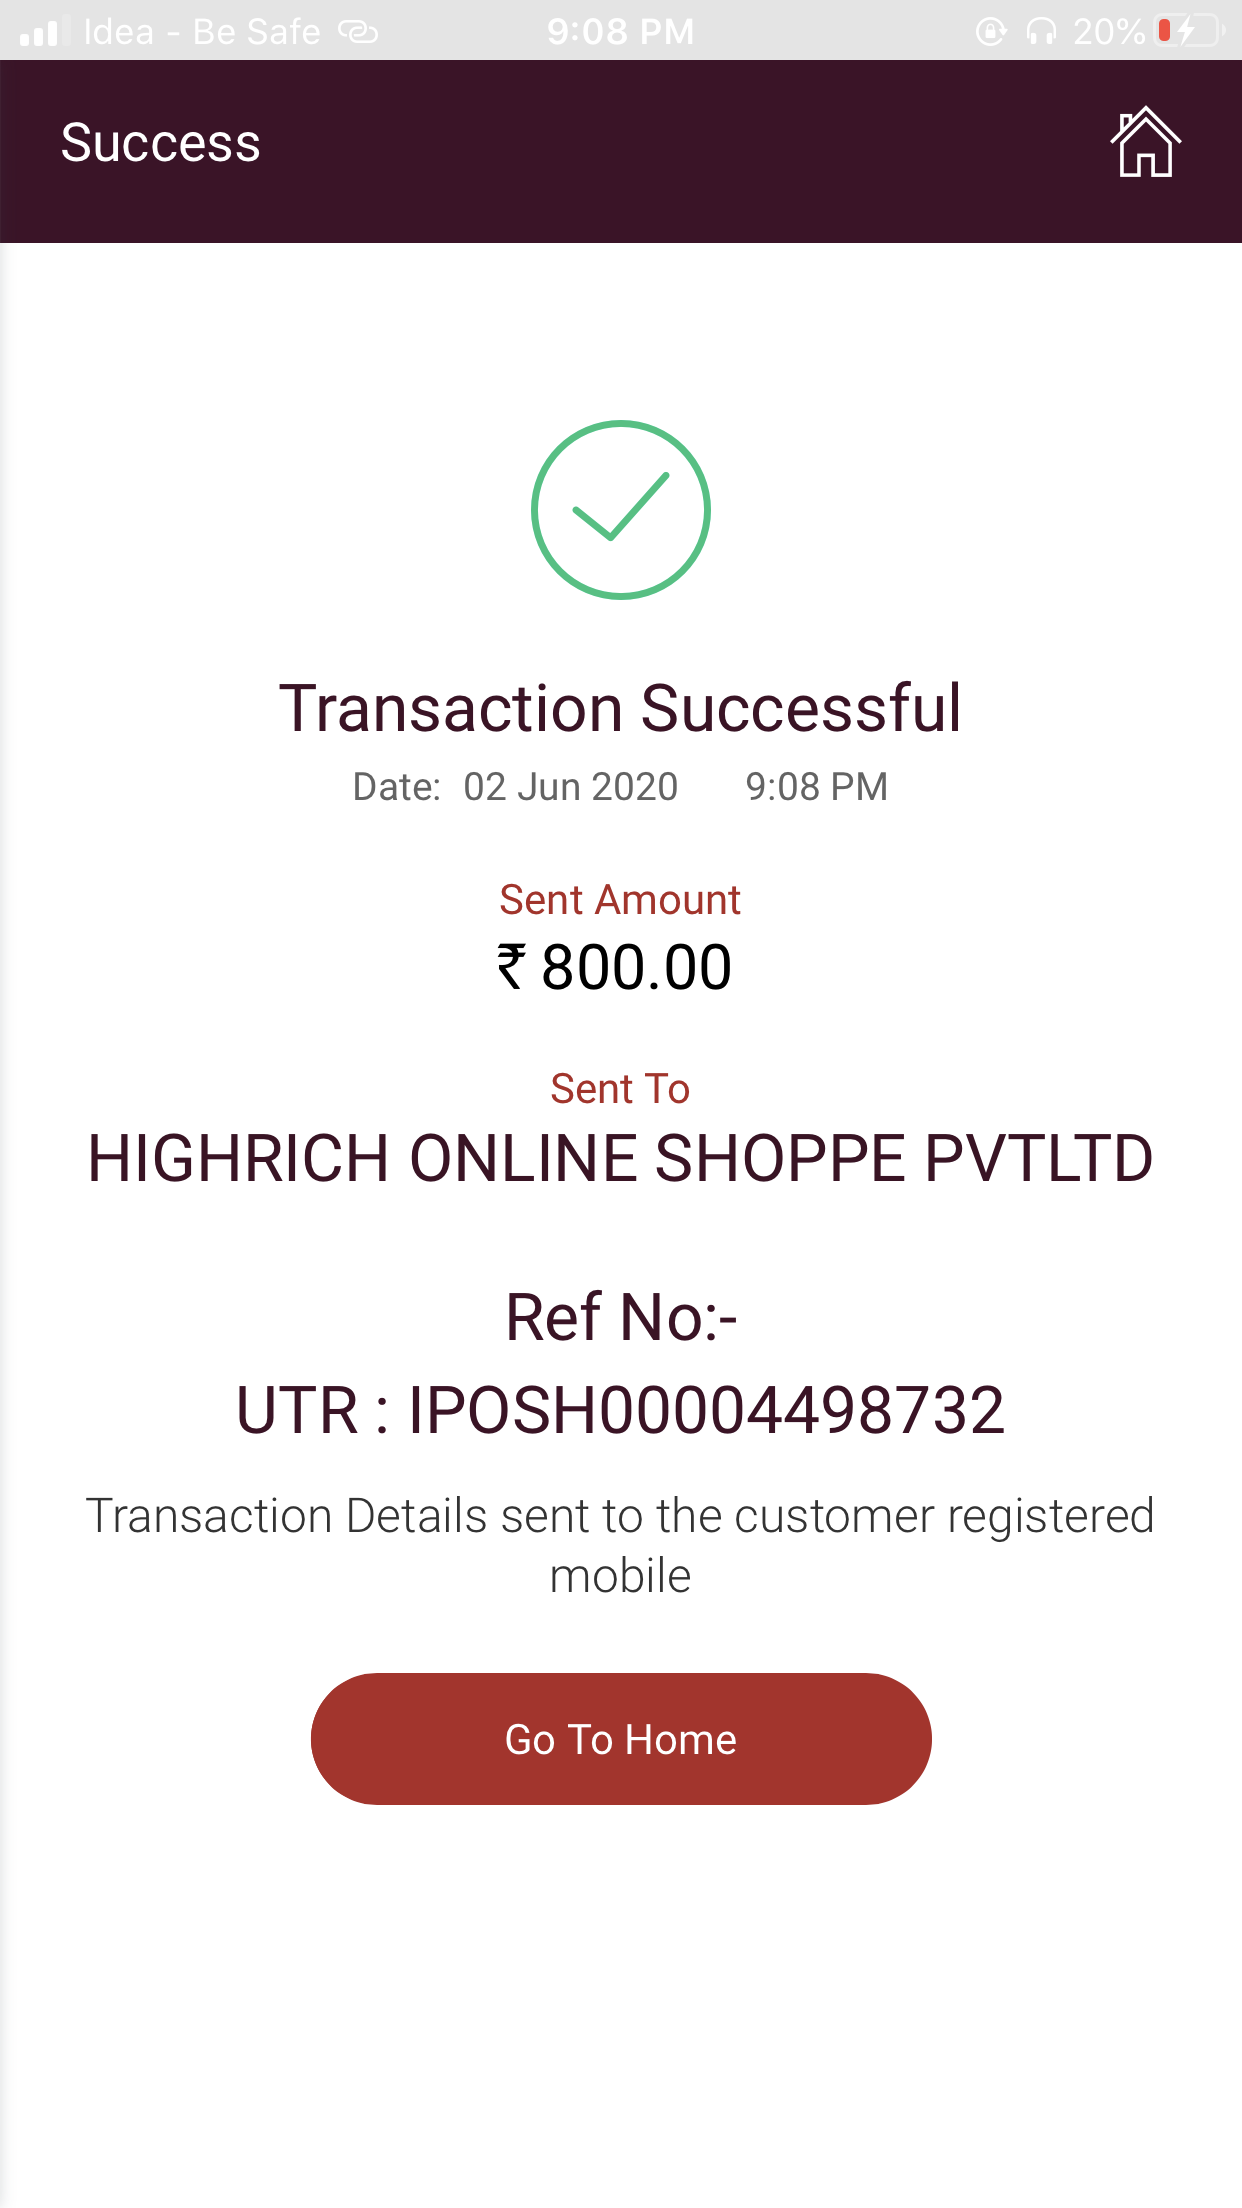 Idea - Be Safe 9:08 PM 20%
Success
Transaction Successful
Date: 02 Jun 2020 9:08 PM
Sent Amount
₹ 800.00
Sent To
HIGHRICH ONLINE SHOPPE PVTLTD
Ref No:-
UTR : IPOSH00004498732
Transaction Details sent to the customer registered
mobile
Go To Home